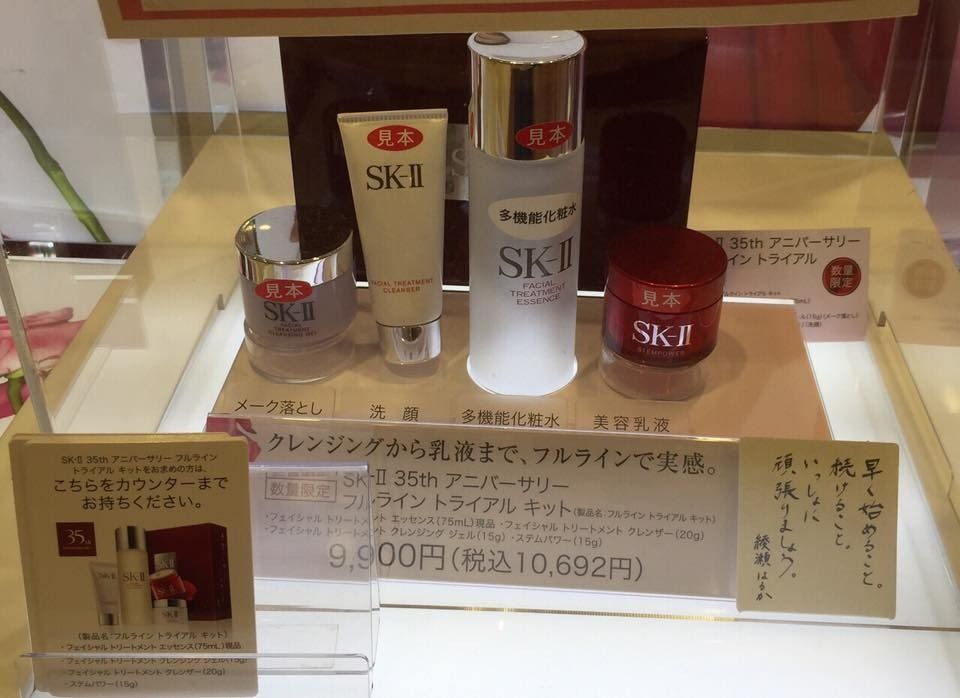 見本
SK-II
FACIAL
TREATMENT
CLEANSING GEL
見本
SK-II
FACIAL TREATMENT
CLEANSER
見本
多機能化粧水
SK-II
FACIAL
TREATMENT
ESSENCE
見本
SK-II
STEMPOWER
35th アニバーサリー
イン トライアル
数量
限定
メーク落とし
洗 顔
多機能化粧水
美容乳液
クレンジングから乳液まで、フルラインで実感。
数量限定
SK-II 35th アニバーサリー
フルライン トライアル キット(製品名:フルライン トライアル キット)
・フェイシャル トリートメント エッセンス(75mL)現品 ・フェイシャル トリートメント クレンザー(20g)
・フェイシャル トリートメント クレンジング ジェル(15g) ・ステムパワー(15g)
9,900円(税込10,692円)
早く始めること。
続けること。
いっしょに
頑張りましょう。
綾瀬はるか
SK-II 35th アニバーサリー フルライン
トライアル キットをお求めの方は、
こちらをカウンターまで
お持ちください。
35th
SK-II
SK-II
SK-II
(製品名:フルライン トライアル キット)
・フェイシャル トリートメント エッセンス(75mL)現品
・フェイシャル トリートメント クレンジング ジェル(15g)
・フェイシャル トリートメント クレンザー(20g)
・ステムパワー(15g)